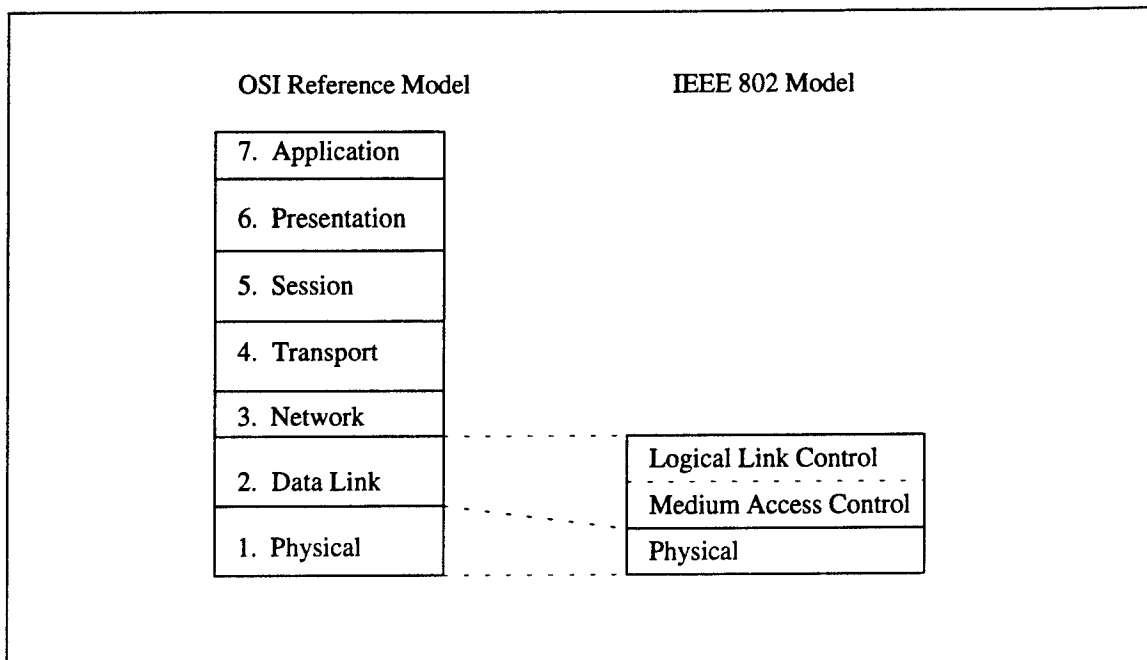 OSI Reference Model
IEEE 802 Model
7. Application
6. Presentation
5. Session
4. Transport
3. Network
2. Data Link
1. Physical
Logical Link Control
Medium Access Control
Physical